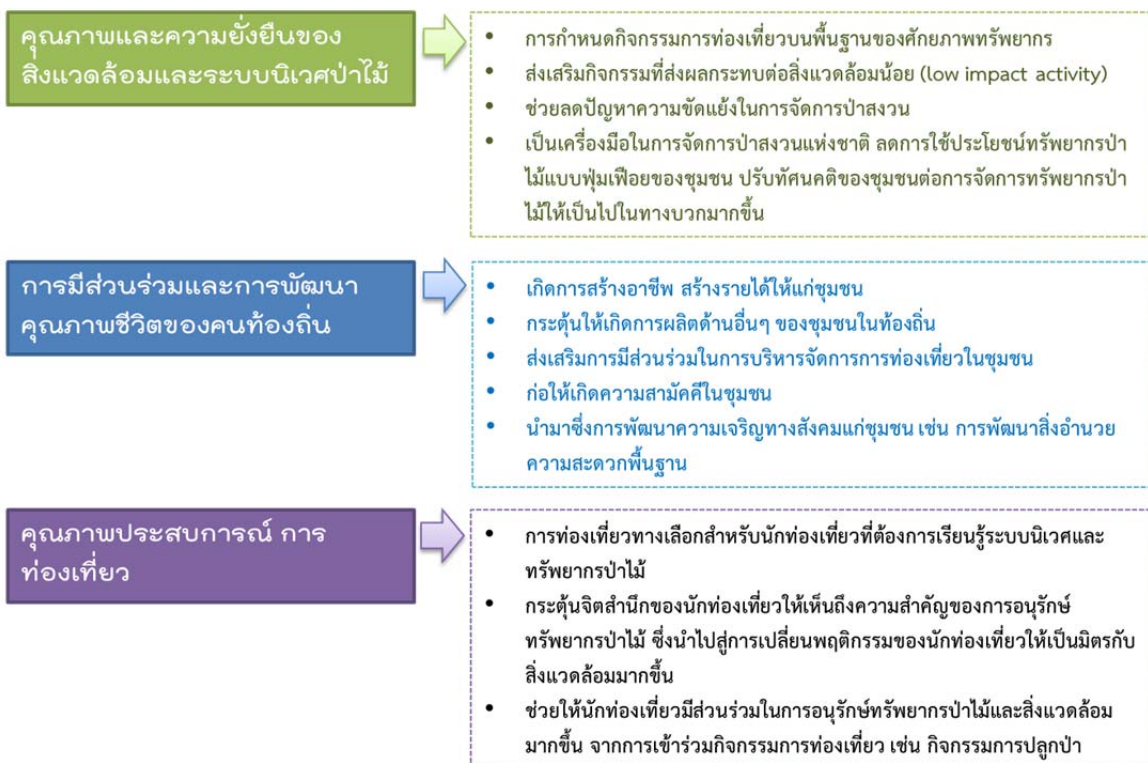 คุณภาพและความยั่งยืนของ
สิ่งแวดล้อมและระบบนิเวศป่าไม้
• การกำหนดกิจกรรมการท่องเที่ยวบนพื้นฐานของศักยภาพทรัพยากร
• ส่งเสริมกิจกรรมที่ส่งผลกระทบต่อสิ่งแวดล้อมน้อย (low impact activity)
• ช่วยลดปัญหาความขัดแย้งในการจัดการป่าสงวน
• เป็นเครื่องมือในการจัดการป่าสงวนแห่งชาติ ลดการใช้ประโยชน์ทรัพยากรป่า
ไม้แบบฟุ่มเฟือยของชุมชน ปรับทัศนคติของชุมชนต่อการจัดการทรัพยากรป่า
ไม้ให้เป็นไปในทางบวกมากขึ้น
การมีส่วนร่วมและการพัฒนา
คุณภาพชีวิตของคนท้องถิ่น
• เกิดการสร้างอาชีพ สร้างรายได้ให้แก่ชุมชน
• กระตุ้นให้เกิดการผลิตด้านอื่นๆ ของชุมชนในท้องถิ่น
• ส่งเสริมการมีส่วนร่วมในการบริหารจัดการการท่องเที่ยวในชุมชน
• ก่อให้เกิดความสามัคคีในชุมชน
• นำมาซึ่งการพัฒนาความเจริญทางสังคมแก่ชุมชน เช่น การพัฒนาสิ่งอำนวย
ความสะดวกพื้นฐาน
คุณภาพประสบการณ์ การ
ท่องเที่ยว
• การท่องเที่ยวทางเลือกสำหรับนักท่องเที่ยวที่ต้องการเรียนรู้ระบบนิเวศและ
ทรัพยากรป่าไม้
• กระตุ้นจิตสำนึกของนักท่องเที่ยวให้เห็นถึงความสำคัญของการอนุรักษ์
ทรัพยากรป่าไม้ ซึ่งนำไปสู่การเปลี่ยนพฤติกรรมของนักท่องเที่ยวให้เป็นมิตรกับ
สิ่งแวดล้อมมากขึ้น
• ช่วยให้นักท่องเที่ยวมีส่วนร่วมในการอนุรักษ์ทรัพยากรป่าไม้และสิ่งแวดล้อม
มากขึ้น จากการเข้าร่วมกิจกรรมการท่องเที่ยว เช่น กิจกรรมการปลูกป่า